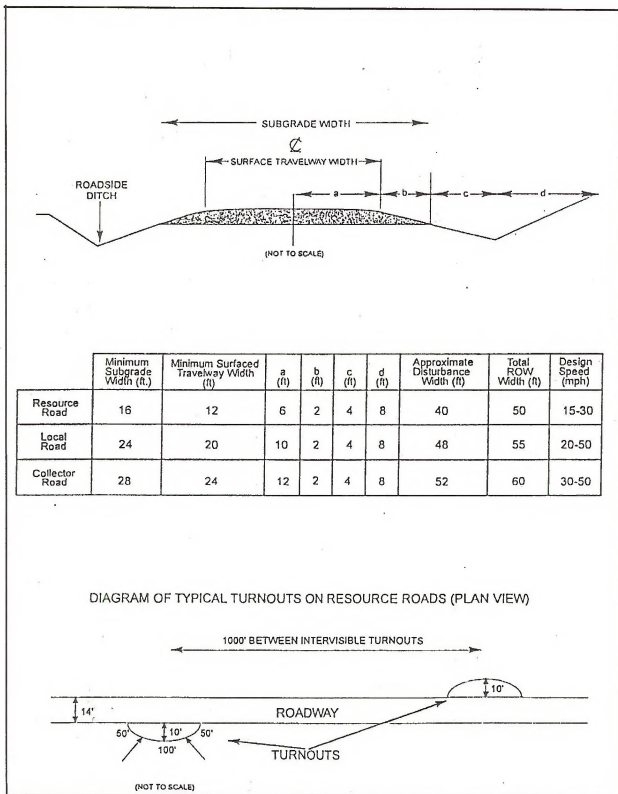 SUBGRADE WIDTH
℄
SURFACE TRAVELWAY WIDTH
ROADSIDE
DITCH
a
b
c
d
(NOT TO SCALE)
Minimum Subgrade Width (ft.) Minimum Surfaced Travelway Width (ft) a (ft) b (ft) c (ft) d (ft) Approximate Disturbance Width (ft) Total ROW Width (ft) Design Speed (mph)
Resource Road 16 12 6 2 4 8 40 50 15-30
Local Road 24 20 10 2 4 8 48 55 20-50
Collector Road 28 24 12 2 4 8 52 60 30-50
DIAGRAM OF TYPICAL TURNOUTS ON RESOURCE ROADS (PLAN VIEW)
1000' BETWEEN INTERVISIBLE TURNOUTS
10'
14'
ROADWAY
50' 10' 50'
100'
TURNOUTS
(NOT TO SCALE)